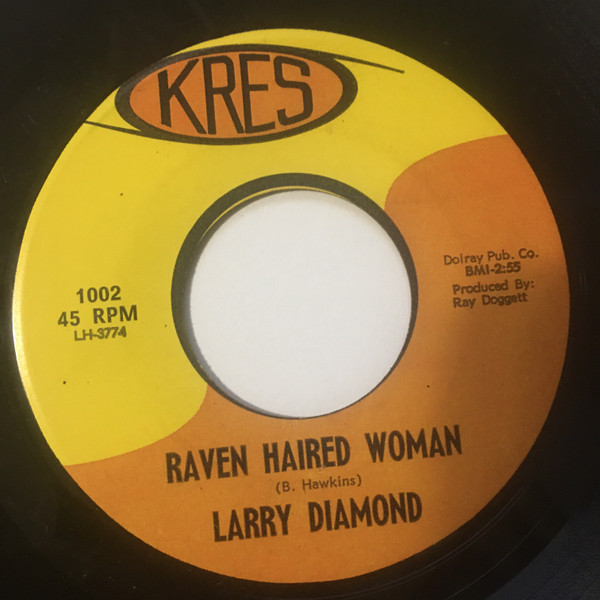 KRES
1002
45 RPM
LH-3774
Dolray Pub. Co.
BMI-2:55
Produced By:
Ray Doggett
RAVEN HAIRED WOMAN
(B. Hawkins)
LARRY DIAMOND